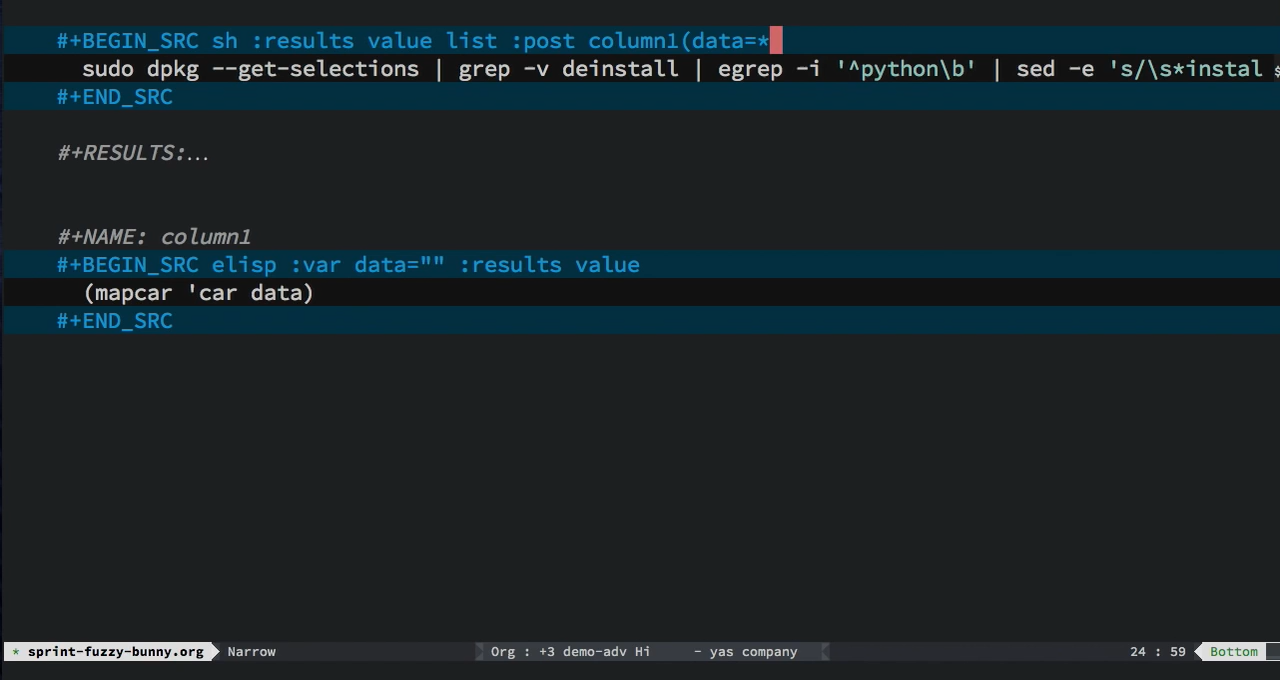 #+BEGIN_SRC sh :results value list :post column1(data=*
sudo dpkg --get-selections | grep -v deinstall | egrep -i '^python\b' | sed -e 's/\s*instal $
#+END_SRC
#+RESULTS:...
#+NAME: column1
#+BEGIN_SRC elisp :var data="" :results value
(mapcar 'car data)
#+END_SRC
* sprint-fuzzy-bunny.org Narrow Org : +3 demo-adv Hi - yas company 24 : 59 Bottom